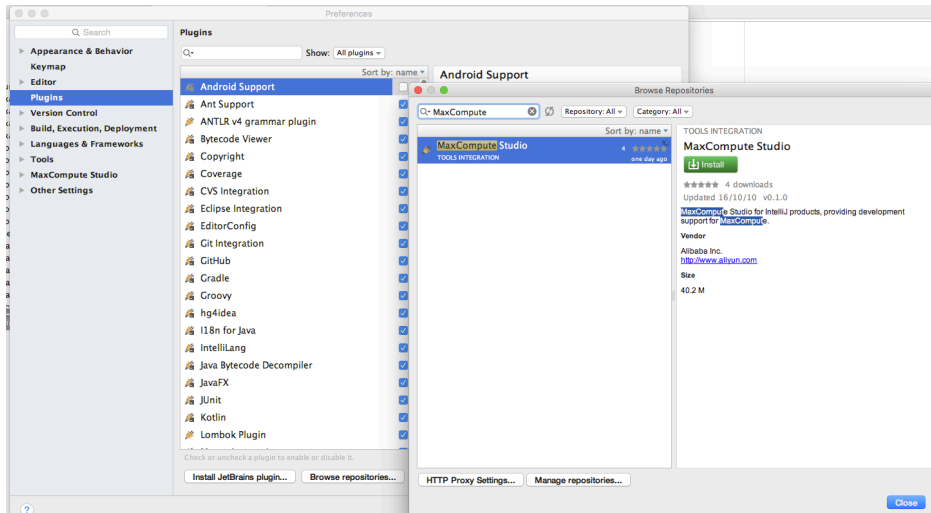 Preferences
Search
Appearance & Behavior
Keymap
Editor
Plugins
Version Control
Build, Execution, Deployment
Languages & Frameworks
Tools
MaxCompute Studio
Other Settings
Plugins
Show: All plugins
Sort by: name
Android Support
Ant Support
ANTLR v4 grammar plugin
Bytecode Viewer
Copyright
Coverage
CVS Integration
Eclipse Integration
EditorConfig
Git Integration
GitHub
Gradle
Groovy
hg4idea
I18n for Java
IntelliLang
Java Bytecode Decompiler
JavaFX
JUnit
Kotlin
Lombok Plugin
Check or uncheck a plugin to enable or disable it.
Install JetBrains plugin...
Browse repositories...
?
Android Support
Browse Repositories
MaxCompute
Repository: All
Category: All
Sort by: name
MaxCompute Studio
4
TOOLS INTEGRATION
one day ago
TOOLS INTEGRATION
MaxCompute Studio
Install
4 downloads
Updated 16/10/10 v0.1.0
MaxCompute Studio for IntelliJ products, providing development
support for MaxCompute.
Vendor
Alibaba Inc.
http://www.aliyun.com
Size
40.2 M
HTTP Proxy Settings...
Manage repositories...
Close